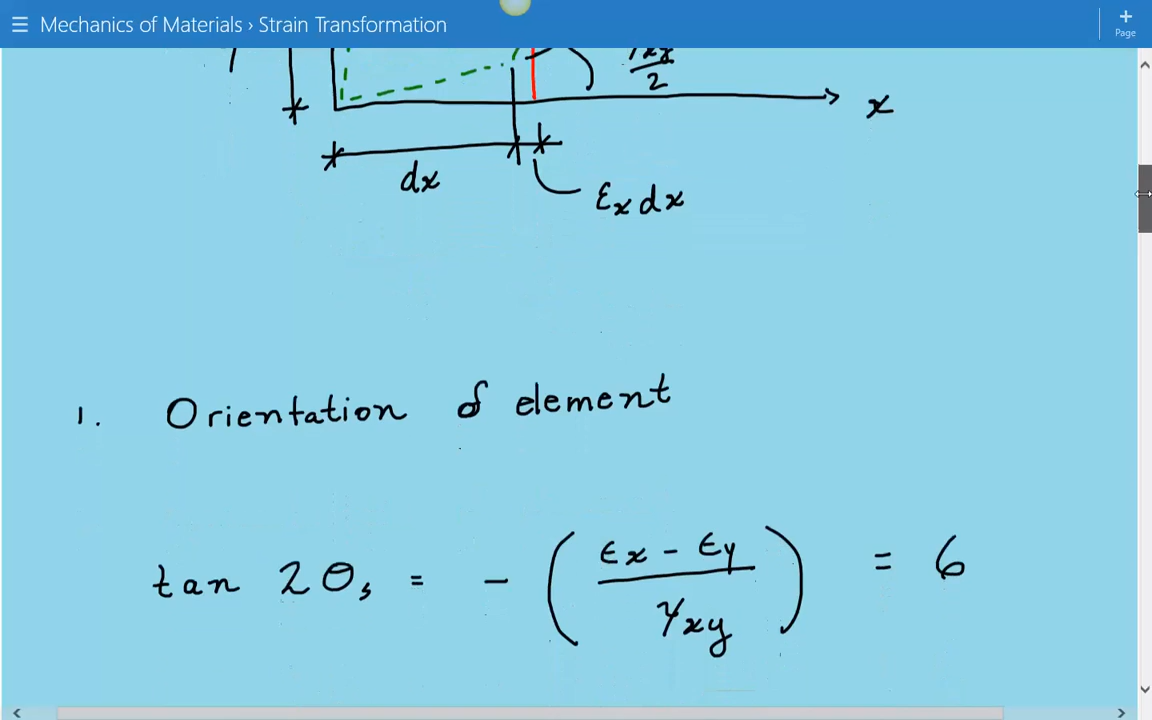 Mechanics of Materials › Strain Transformation
Page
2
x
dx
εx dx
1. Orientation of element
tan 2θs = - ( εx - εy / γxy ) = 6